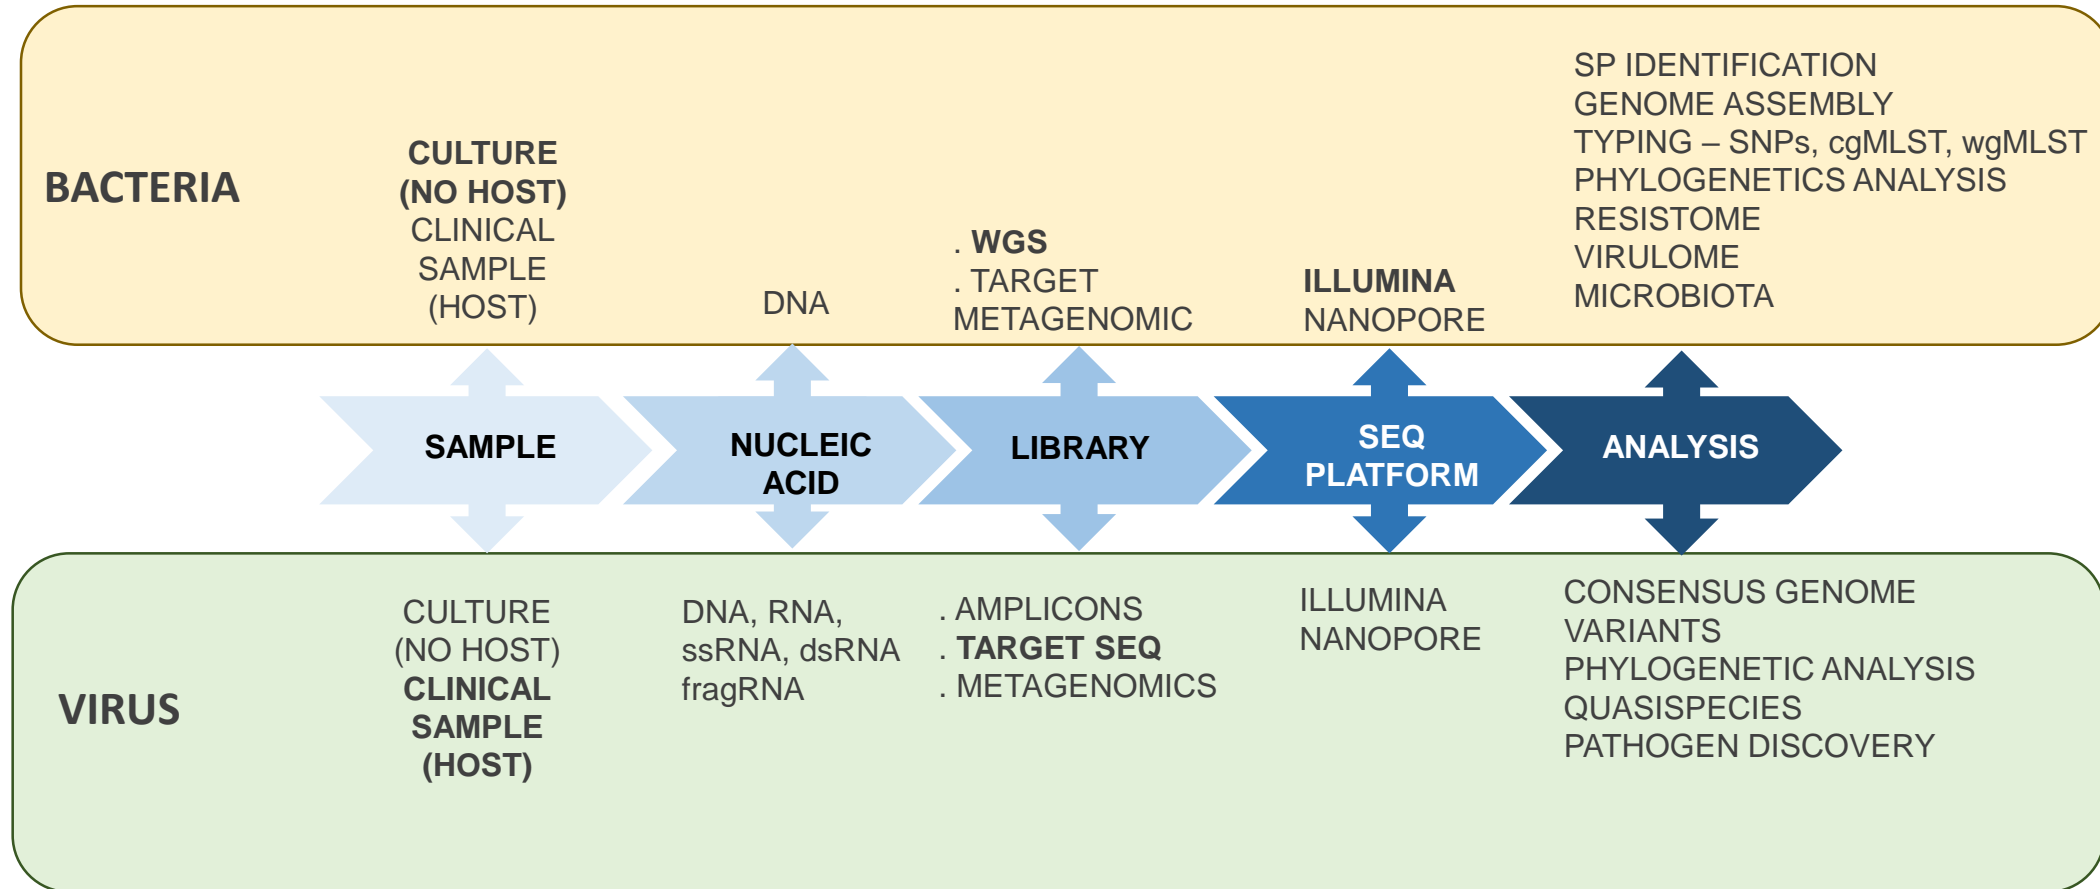 BACTERIA
CULTURE
(NO HOST)
CLINICAL
SAMPLE
(HOST)
DNA
. WGS
. TARGET
METAGENOMIC
ILLUMINA
NANOPORE
SP IDENTIFICATION
GENOME ASSEMBLY
TYPING – SNPs, cgMLST, wgMLST
PHYLOGENETICS ANALYSIS
RESISTOME
VIRULOME
MICROBIOTA
SAMPLE
NUCLEIC
ACID
LIBRARY
SEQ
PLATFORM
ANALYSIS
VIRUS
CULTURE
(NO HOST)
CLINICAL
SAMPLE
(HOST)
DNA, RNA,
ssRNA, dsRNA
fragRNA
. AMPLICONS
. TARGET SEQ
. METAGENOMICS
ILLUMINA
NANOPORE
CONSENSUS GENOME
VARIANTS
PHYLOGENETIC ANALYSIS
QUASISPECIES
PATHOGEN DISCOVERY